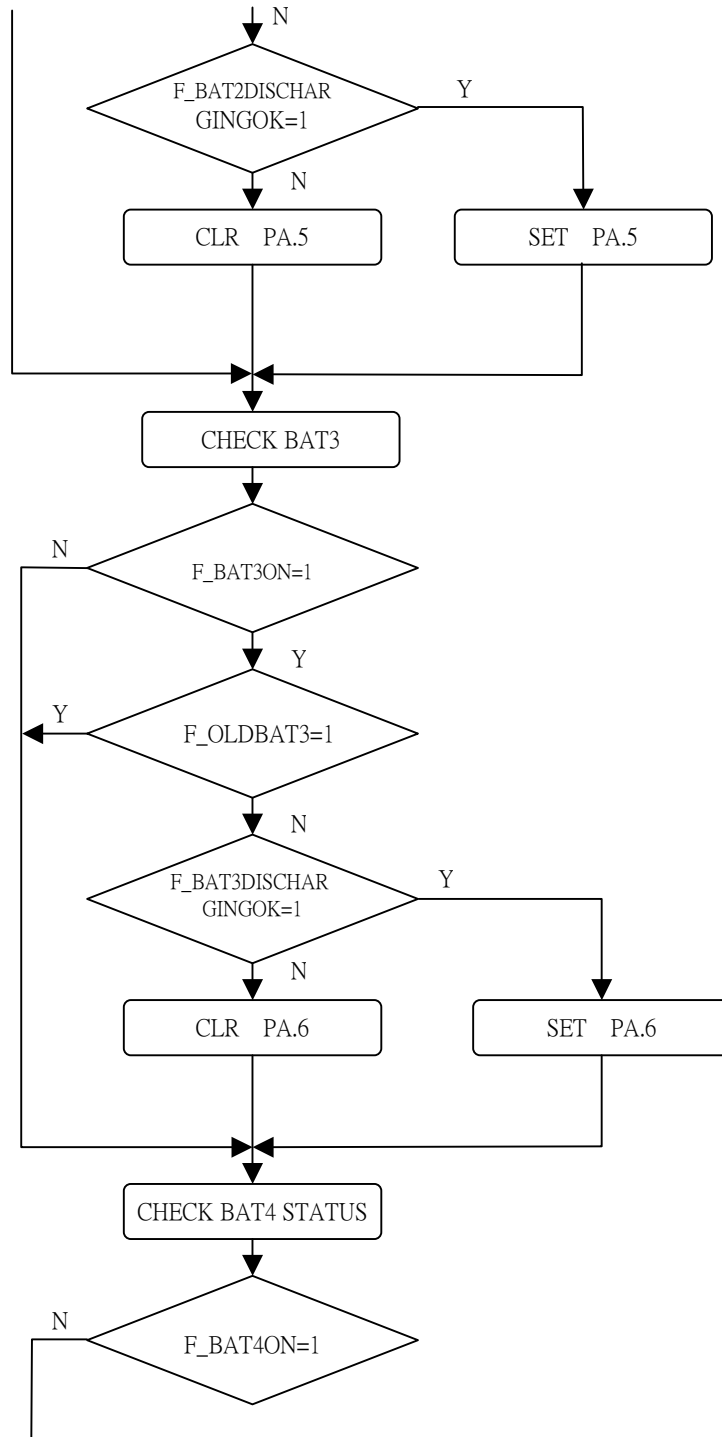 N
F_BAT2DISCHAR
GINGOK=1
Y
N
CLR PA.5
SET PA.5
CHECK BAT3
N
F_BAT3ON=1
Y
Y
F_OLDBAT3=1
N
F_BAT3DISCHAR
GINGOK=1
Y
N
CLR PA.6
SET PA.6
CHECK BAT4 STATUS
N
F_BAT4ON=1